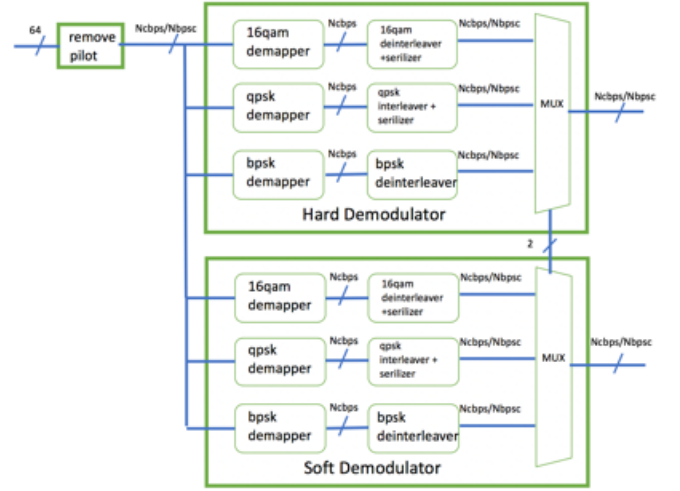 64
remove
pilot
Ncbps/Nbpsc
16qam
demapper
Ncbps
16qam
deinterleaver
+serilizer
Ncbps/Nbpsc
qpsk
demapper
Ncbps
qpsk
interleaver +
serilizer
Ncbps/Nbpsc
MUX
Ncbps/Nbpsc
bpsk
demapper
Ncbps
bpsk
deinterleaver
Ncbps/Nbpsc
Hard Demodulator
2
16qam
demapper
Ncbps
16qam
deinterleaver
+serilizer
Ncbps/Nbpsc
qpsk
demapper
Ncbps
qpsk
interleaver +
serilizer
Ncbps/Nbpsc
MUX
Ncbps/Nbpsc
bpsk
demapper
Ncbps
bpsk
deinterleaver
Ncbps/Nbpsc
Soft Demodulator